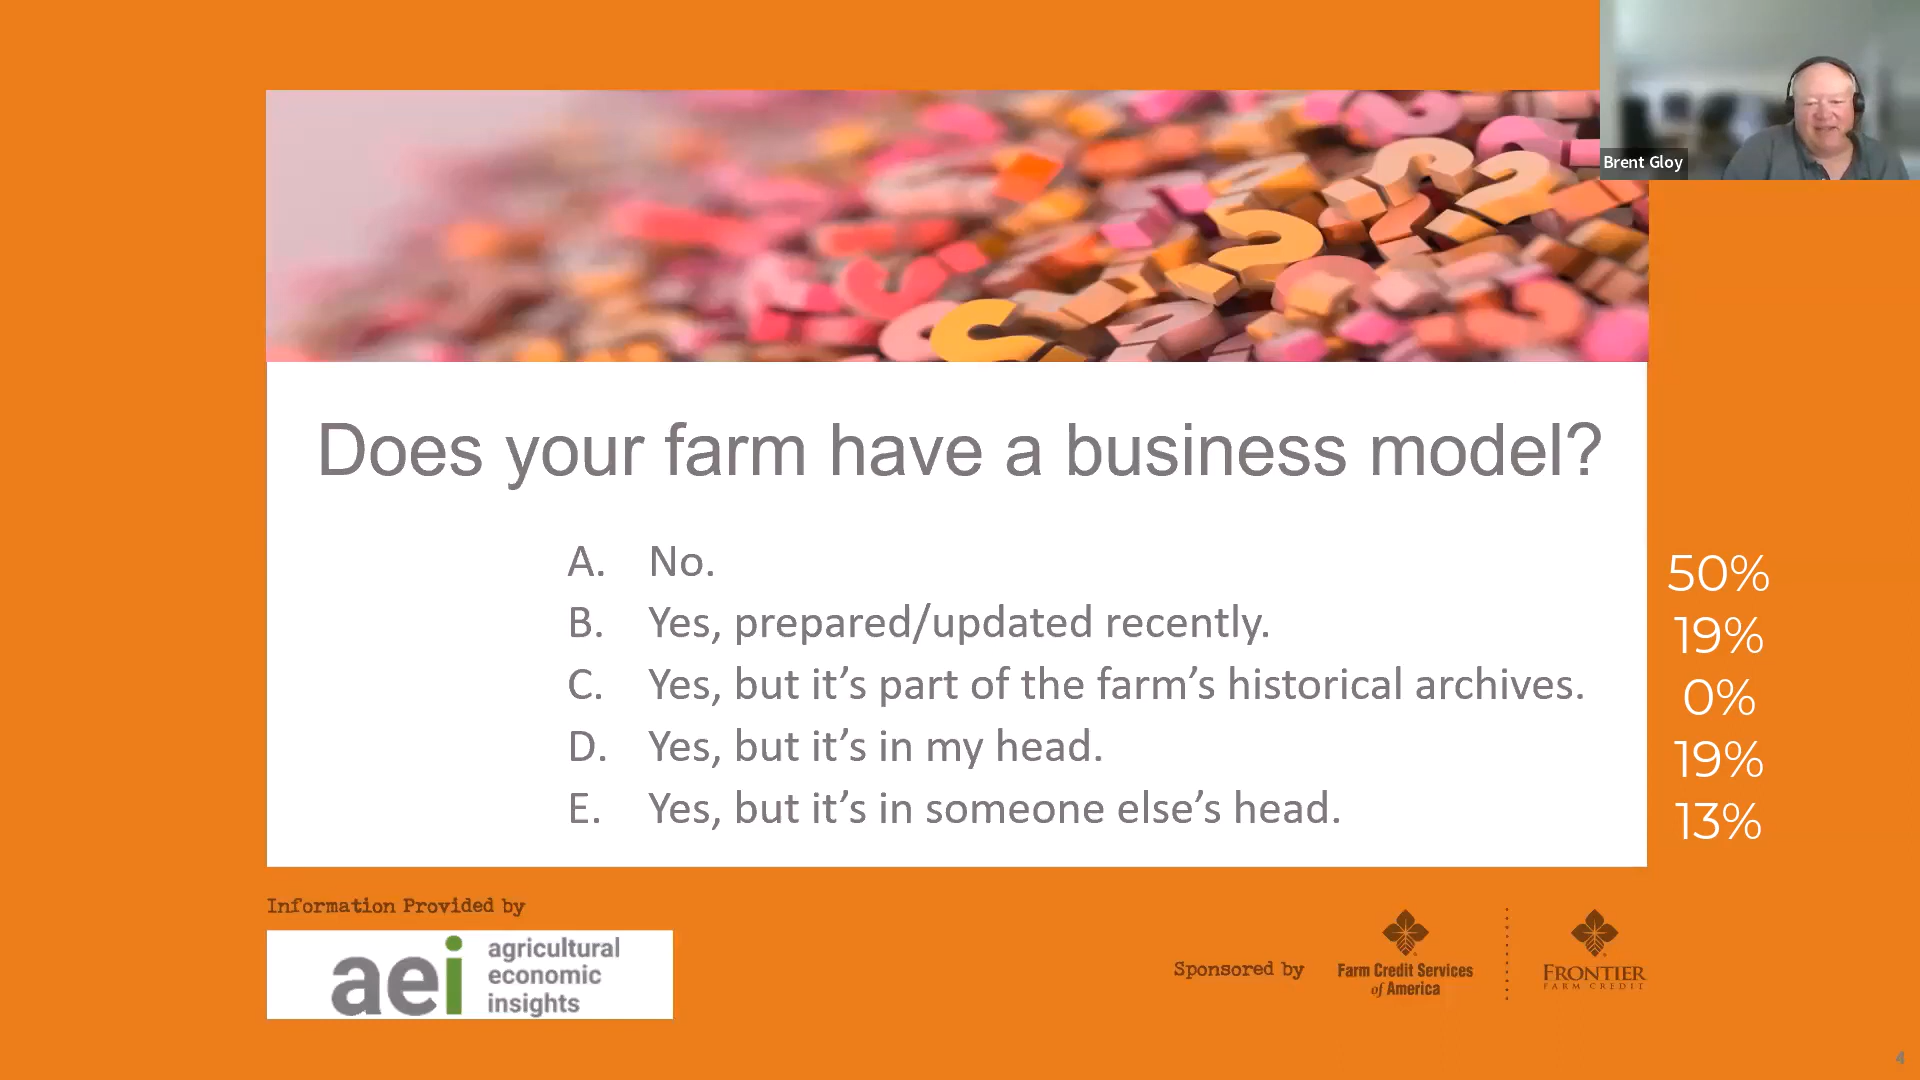 Brent Gloy
Does your farm have a business model?
A. No. 50%
B. Yes, prepared/updated recently. 19%
C. Yes, but it’s part of the farm’s historical archives. 0%
D. Yes, but it’s in my head. 19%
E. Yes, but it’s in someone else’s head. 13%
Information Provided by
aei
agricultural
economic
insights
Sponsored by
Farm Credit Services
of America
FRONTIER
FARM CREDIT
4